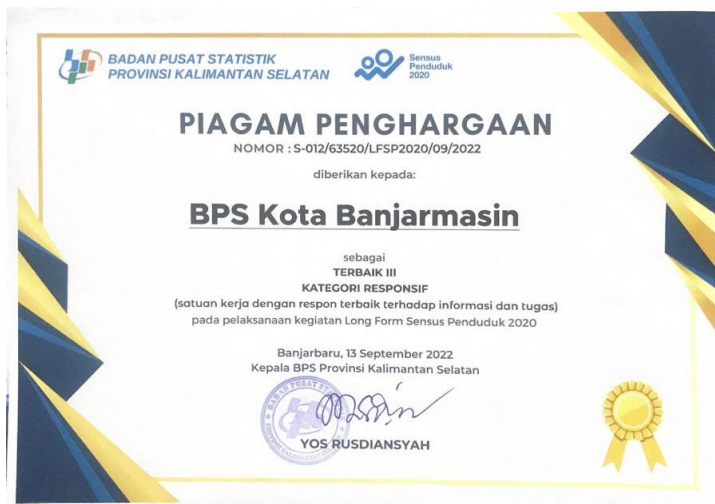 BADAN PUSAT STATISTIK
PROVINSI KALIMANTAN SELATAN
Sensus
Penduduk
2020
PIAGAM PENGHARGAAN
NOMOR : S-012/63520/LFSP2020/09/2022
diberikan kepada:
BPS Kota Banjarmasin
sebagai
TERBAIK III
KATEGORI RESPONSIF
(satuan kerja dengan respon terbaik terhadap informasi dan tugas)
pada pelaksanaan kegiatan Long Form Sensus Penduduk 2020
Banjarbaru, 13 September 2022
Kepala BPS Provinsi Kalimantan Selatan
YOS RUSDIANSYAH